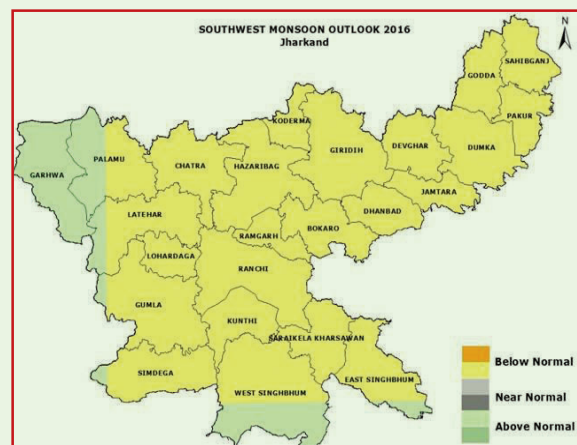 SOUTHWEST MONSOON OUTLOOK 2016
Jharkand
N
SAHIBGANJ
GODDA
PAKUR
KODERMA
GIRIDIH
DEVGHAR
DUMKA
PALAMU
CHATRA
HAZARIBAG
GARHWA
JAMTARA
LATEHAR
DHANBAD
RAMGARH
BOKARO
LOHARDAGA
RANCHI
GUMLA
KUNTHI
SARAIKELA KHARSAWAN
SIMDEGA
WEST SINGHBHUM
EAST SINGHBHUM
Below Normal
Near Normal
Above Normal